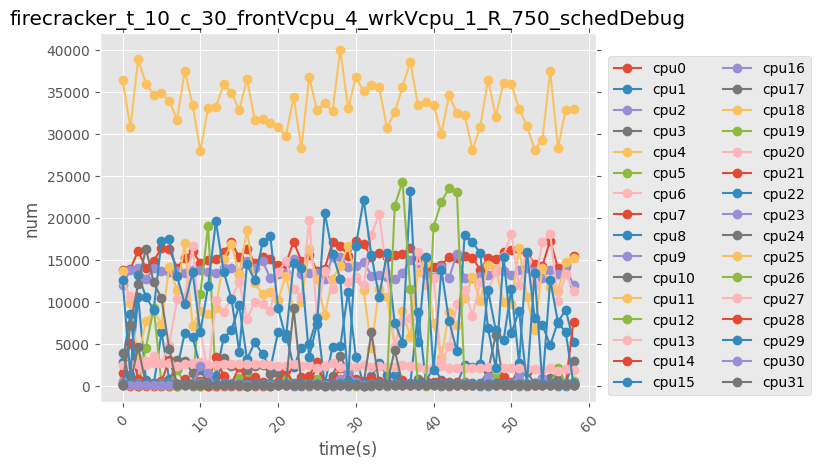 firecracker_t_10_c_30_frontVcpu_4_wrkVcpu_1_R_750_schedDebug
40000
35000
30000
25000
20000
15000
10000
5000
0
num
0
10
20
30
40
50
60
time(s)
cpu0
cpu1
cpu2
cpu3
cpu4
cpu5
cpu6
cpu7
cpu8
cpu9
cpu10
cpu11
cpu12
cpu13
cpu14
cpu15
cpu16
cpu17
cpu18
cpu19
cpu20
cpu21
cpu22
cpu23
cpu24
cpu25
cpu26
cpu27
cpu28
cpu29
cpu30
cpu31